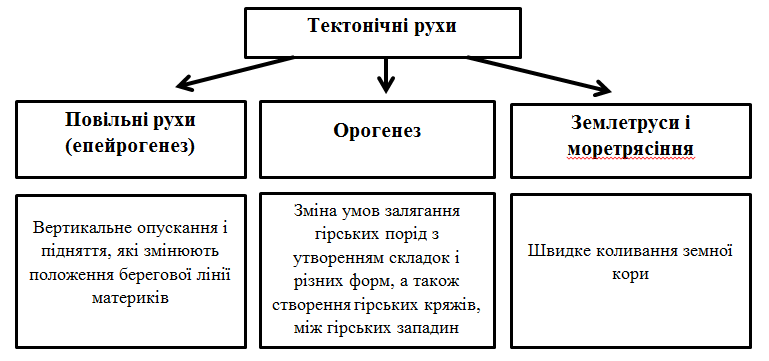 Тектонічні рухи
Повільні рухи
(епейрогенез)
Орогенез
Землетруси і
моретрясіння
Вертикальне опускання і
підняття, які змінюють
положення берегової лінії
материків
Зміна умов залягання
гірських порід з
утворенням складок і
різних форм, а також
створення гірських кряжів,
між гірських западин
Швидке коливання земної
кори